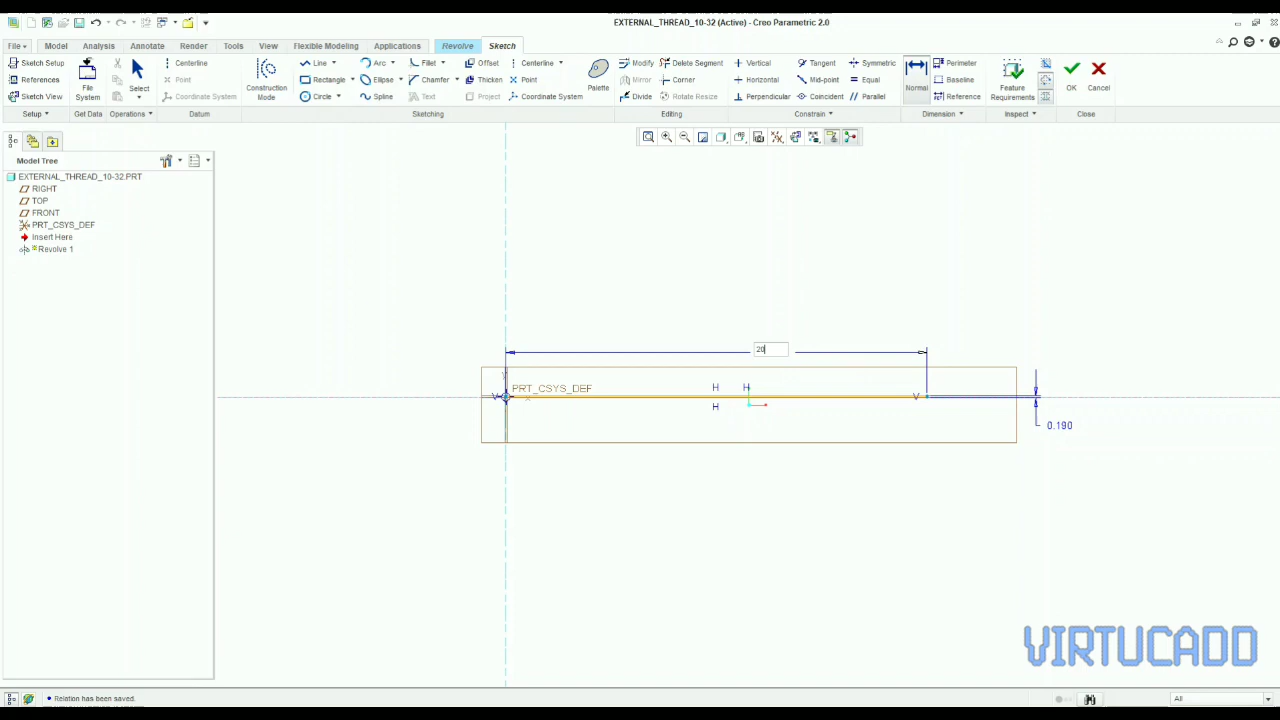 EXTERNAL_THREAD_10-32 (Active) - Creo Parametric 2.0
File Model Analysis Annotate Render Tools View Flexible Modeling Applications Revolve Sketch
Sketch Setup
References
Sketch View
File System
Select
Centerline
Point
Coordinate System
Construction Mode
Line Arc Fillet Offset Centerline
Rectangle Ellipse Chamfer Thicken Point
Circle Spline Text Project Coordinate System
Palette
Modify Delete Segment
Mirror Corner
Divide Rotate Resize
Vertical Tangent Symmetric
Horizontal Mid-point Equal
Perpendicular Coincident Parallel
Normal
Perimeter
Baseline
Reference
Feature Requirements
OK
Cancel
Setup Get Data Operations Datum Sketching Editing Constrain Dimension Inspect Close
Model Tree
EXTERNAL_THREAD_10-32.PRT
RIGHT
TOP
FRONT
PRT_CSYS_DEF
Insert Here
Revolve 1
20
Y
PRT_CSYS_DEF
H H
V V
H
0.190
VIRTUCADO
Relation has been saved.
All